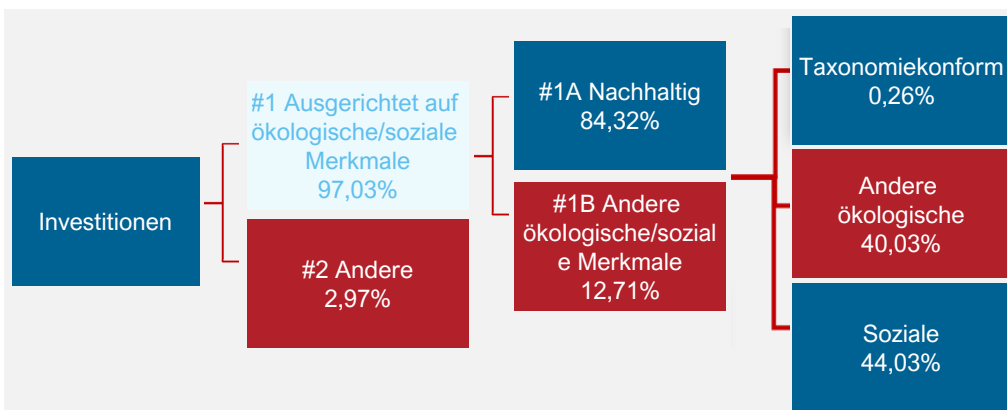 Investitionen
#1 Ausgerichtet auf
ökologische/soziale
Merkmale
97,03%
#2 Andere
2,97%
#1A Nachhaltig
84,32%
#1B Andere
ökologische/sozial
e Merkmale
12,71%
Taxonomiekonform
0,26%
Andere
ökologische
40,03%
Soziale
44,03%